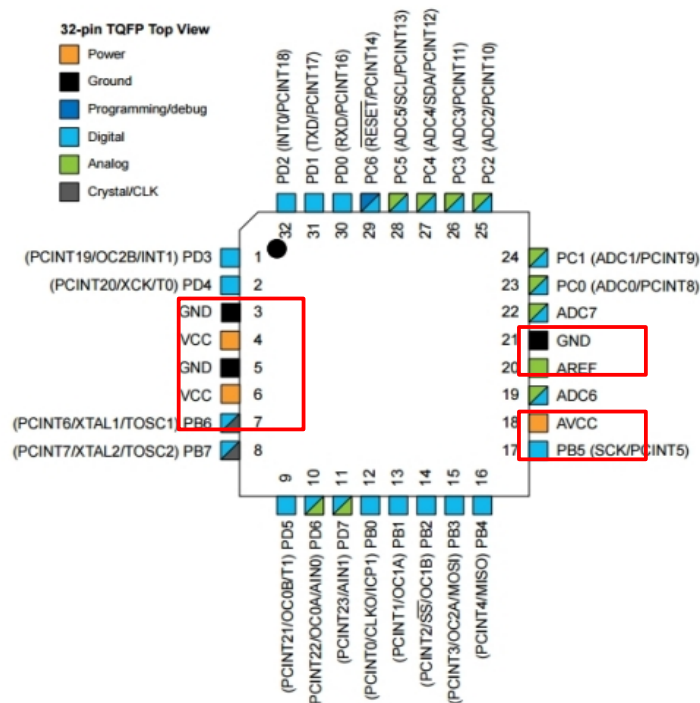 32-pin TQFP Top View
Power
Ground
Programming/debug
Digital
Analog
Crystal/CLK
PD2 (INT0/PCINT18)
PD1 (TXD/PCINT17)
PD0 (RXD/PCINT16)
PC6 (RESET/PCINT14)
PC5 (ADC5/SCL/PCINT13)
PC4 (ADC4/SDA/PCINT12)
PC3 (ADC3/PCINT11)
PC2 (ADC2/PCINT10)
32
31
30
29
28
27
26
25
(PCINT19/OC2B/INT1) PD3 1
(PCINT20/XCK/T0) PD4 2
GND 3
VCC 4
GND 5
VCC 6
(PCINT6/XTAL1/TOSC1) PB6 7
(PCINT7/XTAL2/TOSC2) PB7 8
24 PC1 (ADC1/PCINT9)
23 PC0 (ADC0/PCINT8)
22 ADC7
21 GND
20 AREF
19 ADC6
18 AVCC
17 PB5 (SCK/PCINT5)
9
10
11
12
13
14
15
16
(PCINT21/OC0B/T1) PD5
(PCINT22/OC0A/AIN0) PD6
(PCINT23/AIN1) PD7
(PCINT0/CLKO/ICP1) PB0
(PCINT1/OC1A) PB1
(PCINT2/SS/OC1B) PB2
(PCINT3/OC2A/MOSI) PB3
(PCINT4/MISO) PB4